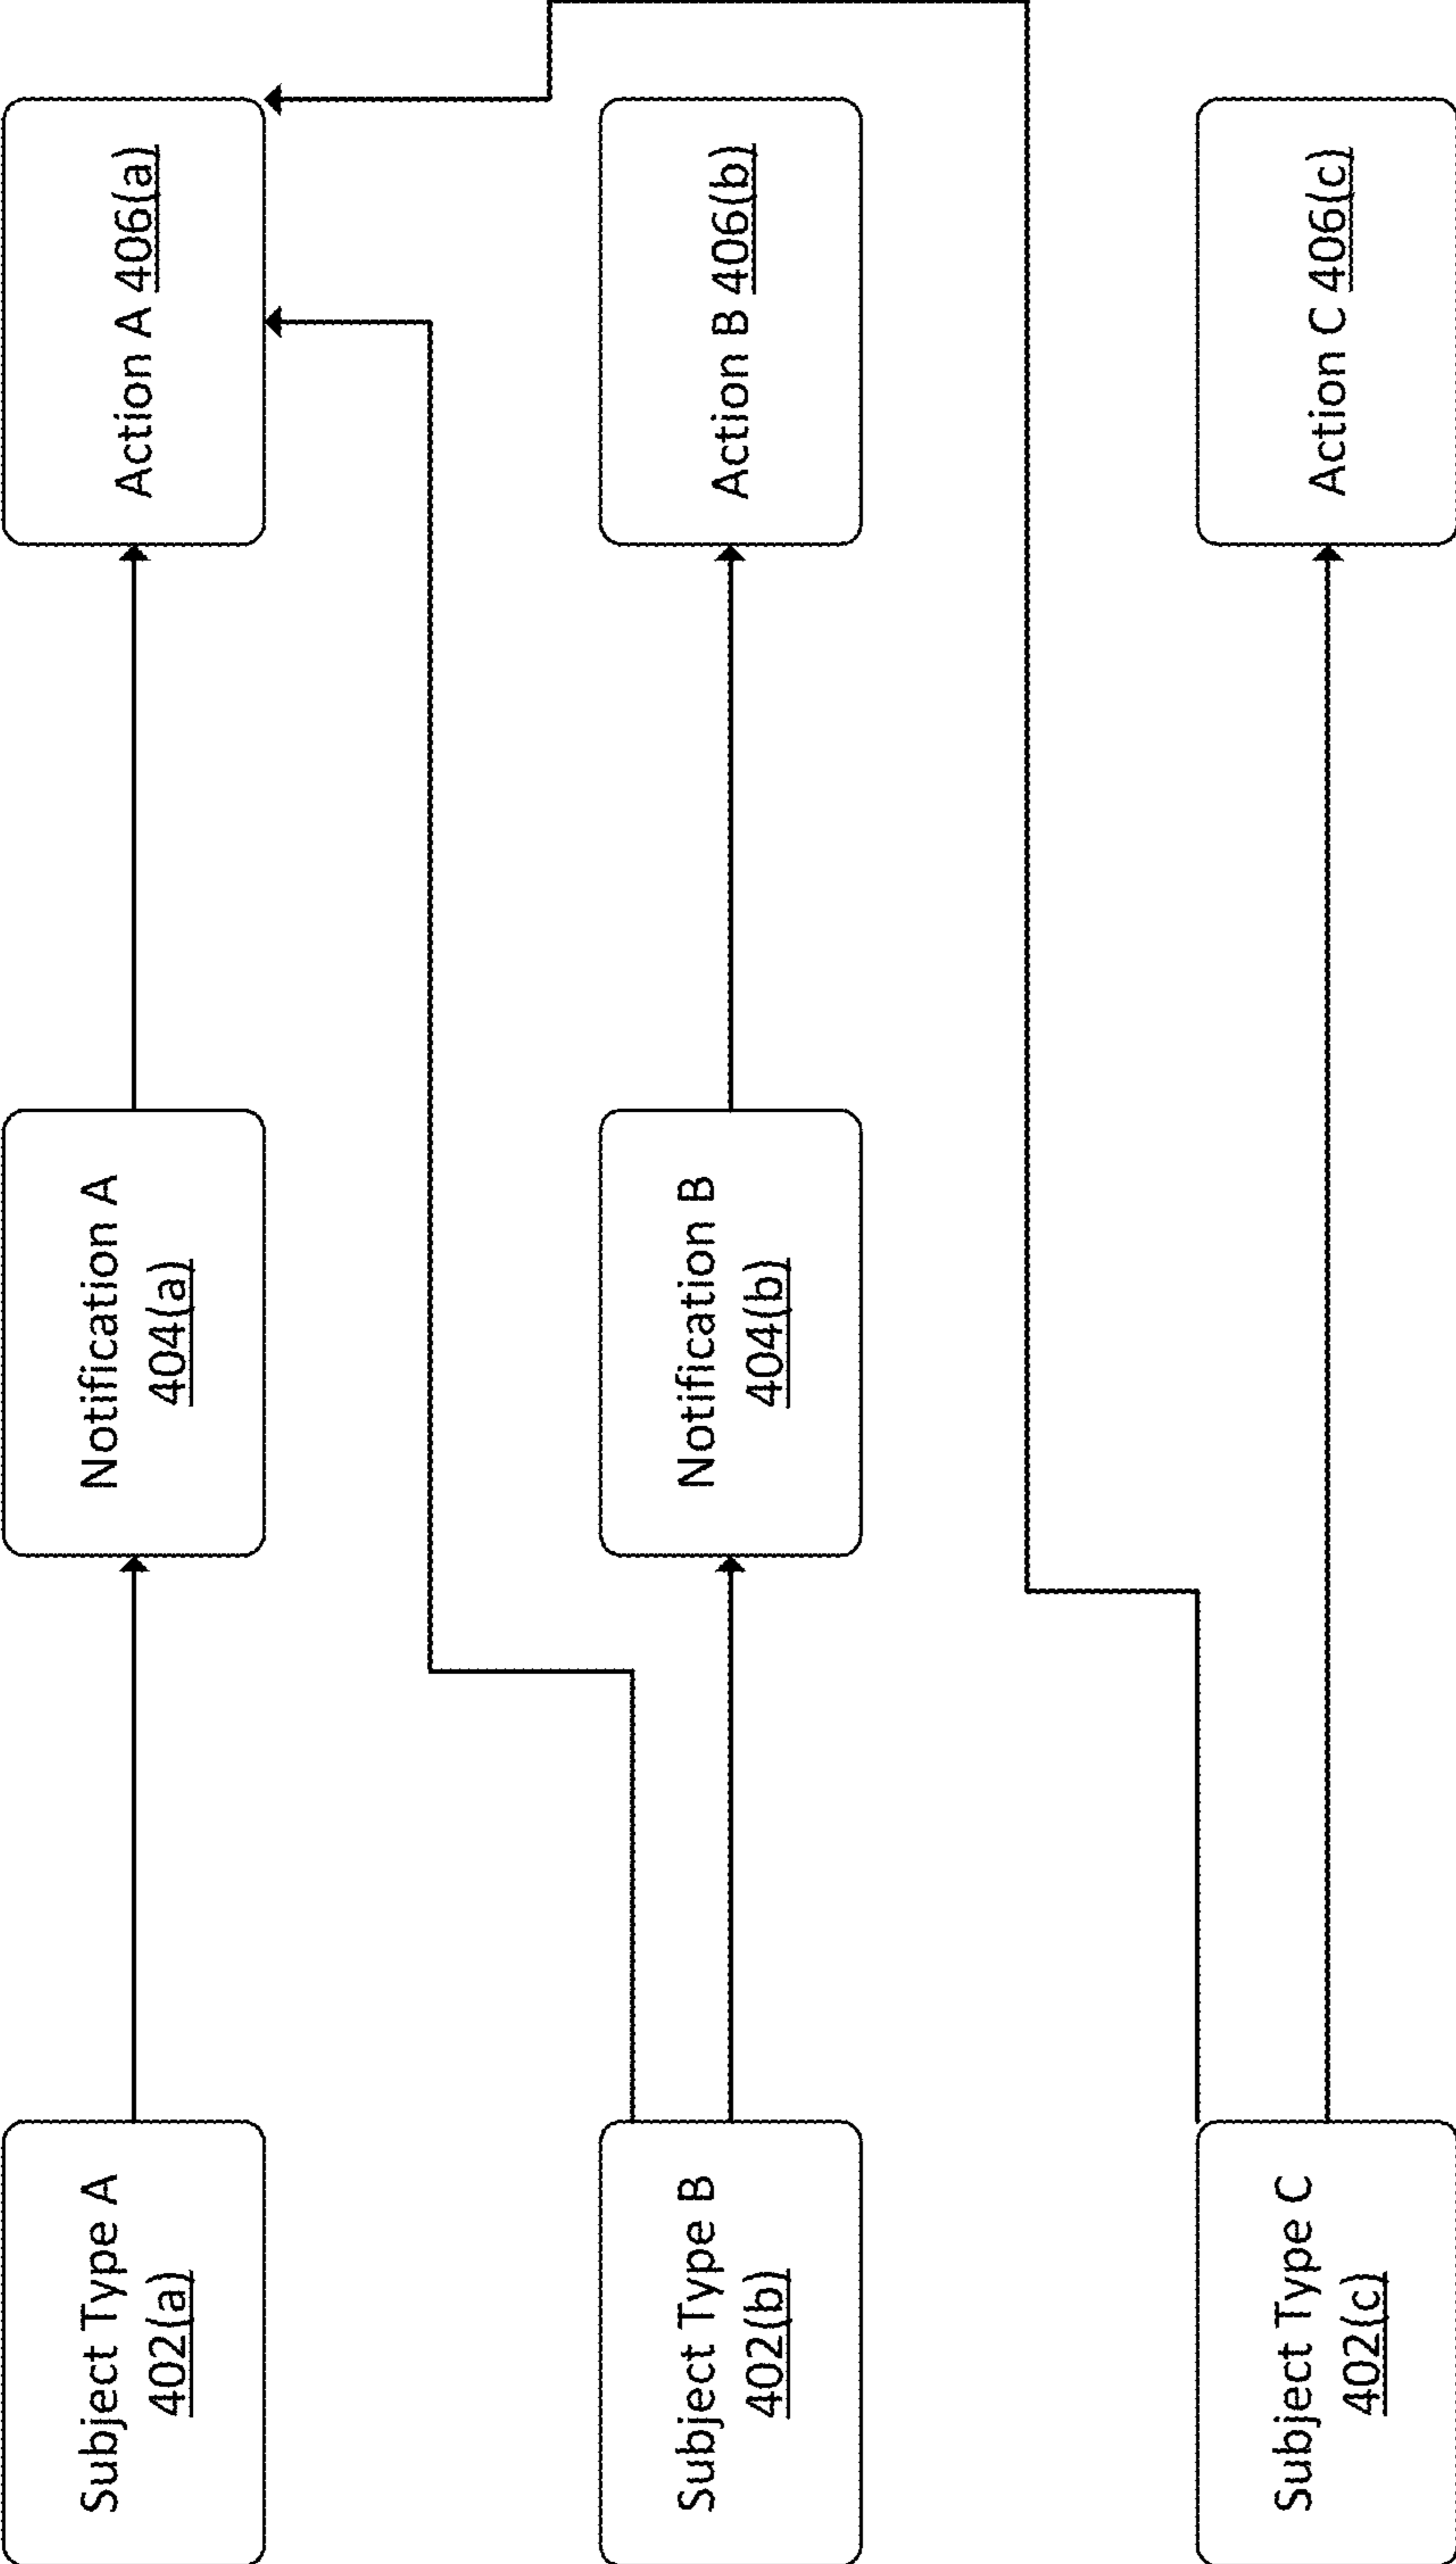 Subject Type A
402(a)
Notification A
404(a)
Action A 406(a)
Subject Type B
402(b)
Notification B
404(b)
Action B 406(b)
Subject Type C
402(c)
Action C 406(c)